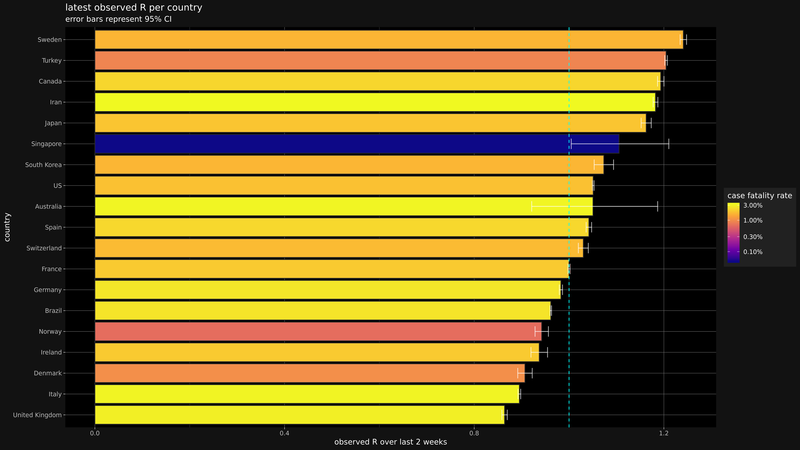 latest observed R per country
error bars represent 95% CI
Sweden
Turkey
Canada
Iran
Japan
Singapore
South Korea
US
Australia
Spain
Switzerland
France
Germany
Brazil
Norway
Ireland
Denmark
Italy
United Kingdom
country
0.0
0.4
0.8
1.2
observed R over last 2 weeks
case fatality rate
3.00%
1.00%
0.30%
0.10%